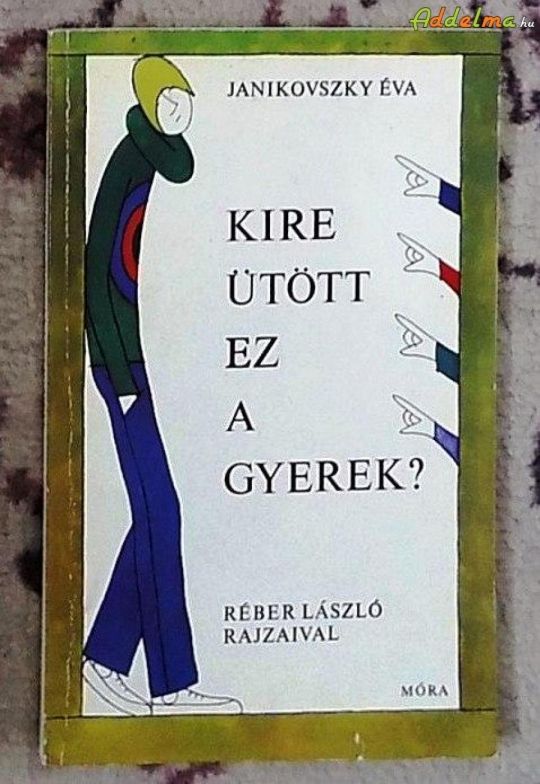 Addelma.hu
JANIKOVSZKY ÉVA
KIRE
ÜTÖTT
EZ
A
GYEREK?
RÉBER LÁSZLÓ
RAJZAIVAL
MÓRA